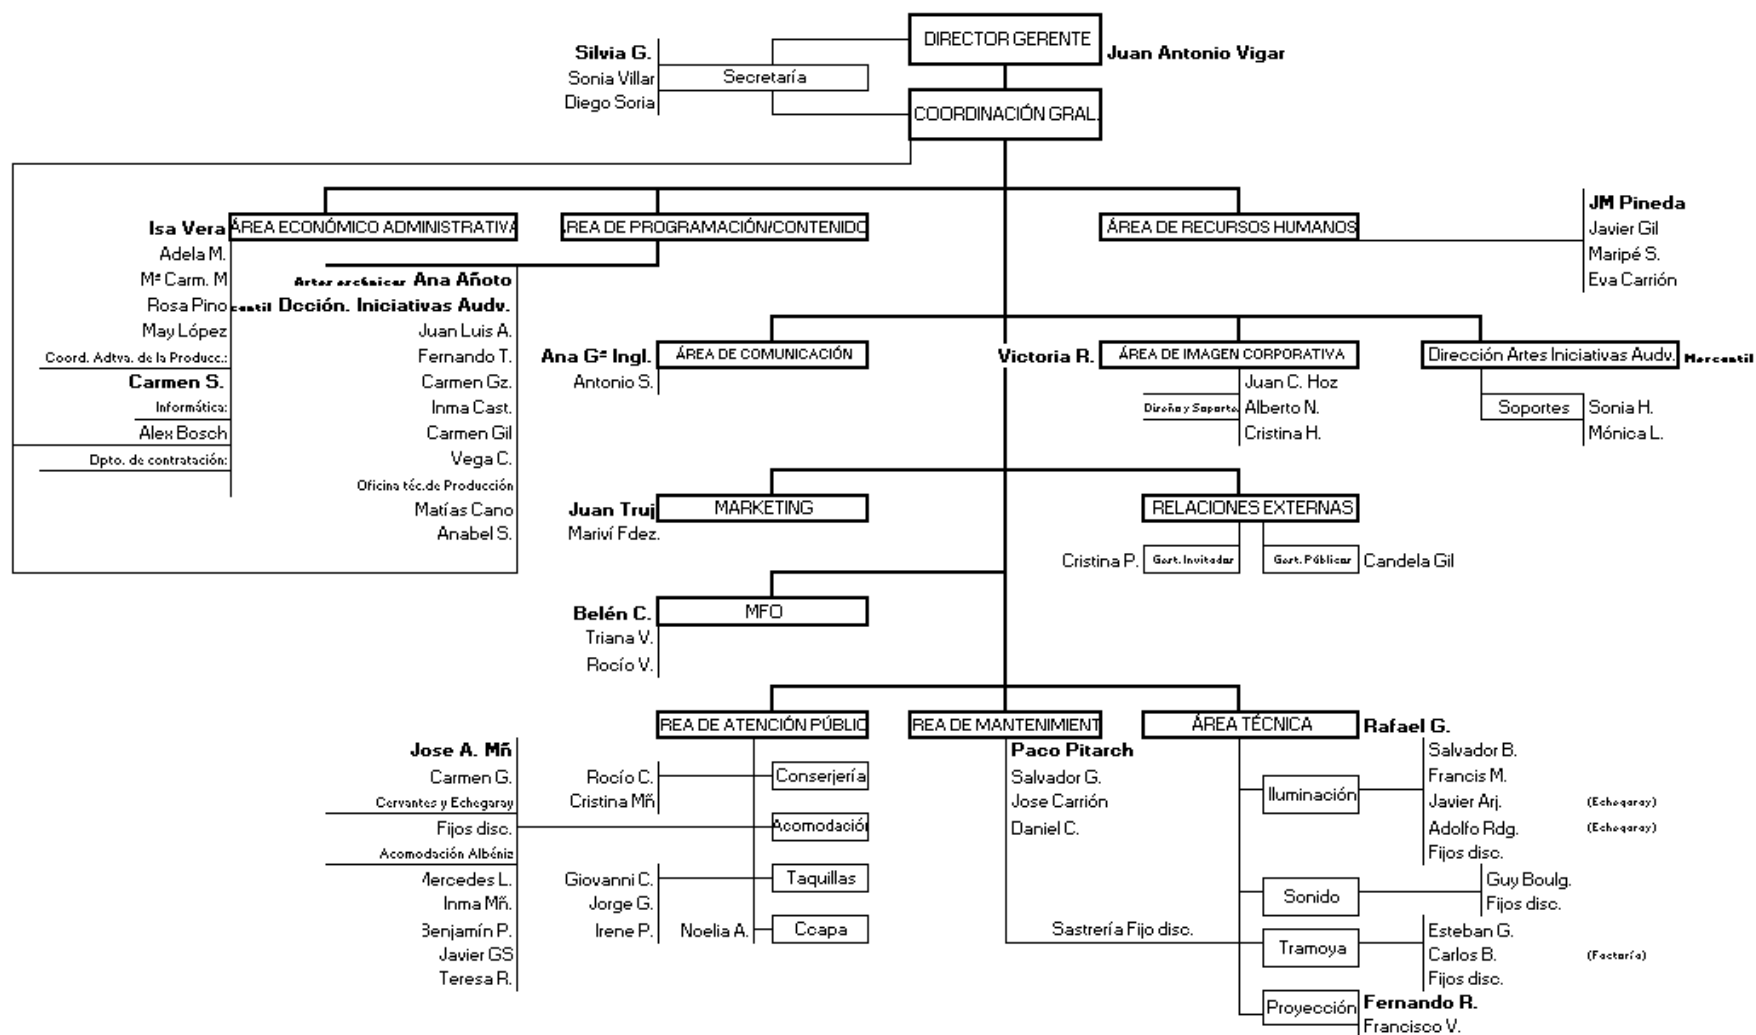 DIRECTOR GERENTE
Juan Antonio Vigar
Silvia G.
Sonia Villar
Diego Soria
Secretaría
COORDINACIÓN GRAL.
ÁREA ECONÓMICO ADMINISTRATIVA
Isa Vera
Adela M.
Mª Carm. M
Rosa Pino
May López
Coord. Adtva. de la Producc.:
Carmen S.
Informática:
Alex Bosch
Dpto. de contratación:
REA DE PROGRAMACIÓN/CONTENIDO
Artes escénicas Ana Añoto
cantil Dcción. Iniciativas Audv.
Juan Luis A.
Fernando T.
Carmen Gz.
Inma Cast.
Carmen Gil
Vega C.
Oficina téc.de Producción
Matías Cano
Anabel S.
ÁREA DE RECURSOS HUMANOS
JM Pineda
Javier Gil
Maripé S.
Eva Carrión
Ana Gª Ingl.
ÁREA DE COMUNICACIÓN
Antonio S.
Victoria R.
ÁREA DE IMAGEN CORPORATIVA
Juan C. Hoz
Diseño y Soporte
Alberto N.
Cristina H.
Dirección Artes Iniciativas Audv.
Mercantil
Soportes
Sonia H.
Mónica L.
Juan Truj
MARKETING
Mariví Fdez.
RELACIONES EXTERNAS
Cristina P.
Gest. Invitados
Gest. Públicos
Candela Gil
Belén C.
MFO
Triana V.
Rocío V.
REA DE ATENCIÓN PÚBLIC
Jose A. Mñ
Carmen G.
Cervantes y Echegaray
Fijos disc.
Acomodación Albéniz
Mercedes L.
Inma Mñ.
Benjamín P.
Javier GS
Teresa R.
Rocío C.
Cristina Mñ
Conserjería
Acomodación
Giovanni C.
Jorge G.
Irene P.
Taquillas
Noelia A.
Ccapa
REA DE MANTENIMIENT
Paco Pitarch
Salvador G.
Jose Carrión
Daniel C.
Sastrería Fijo disc.
ÁREA TÉCNICA
Rafael G.
Iluminación
Salvador B.
Francis M.
Javier Arj. (Echegaray)
Adolfo Rdg. (Echegaray)
Fijos disc.
Sonido
Guy Boulg.
Fijos disc.
Tramoya
Esteban G.
Carlos B. (Factoría)
Fijos disc.
Proyección
Fernando R.
Francisco V.